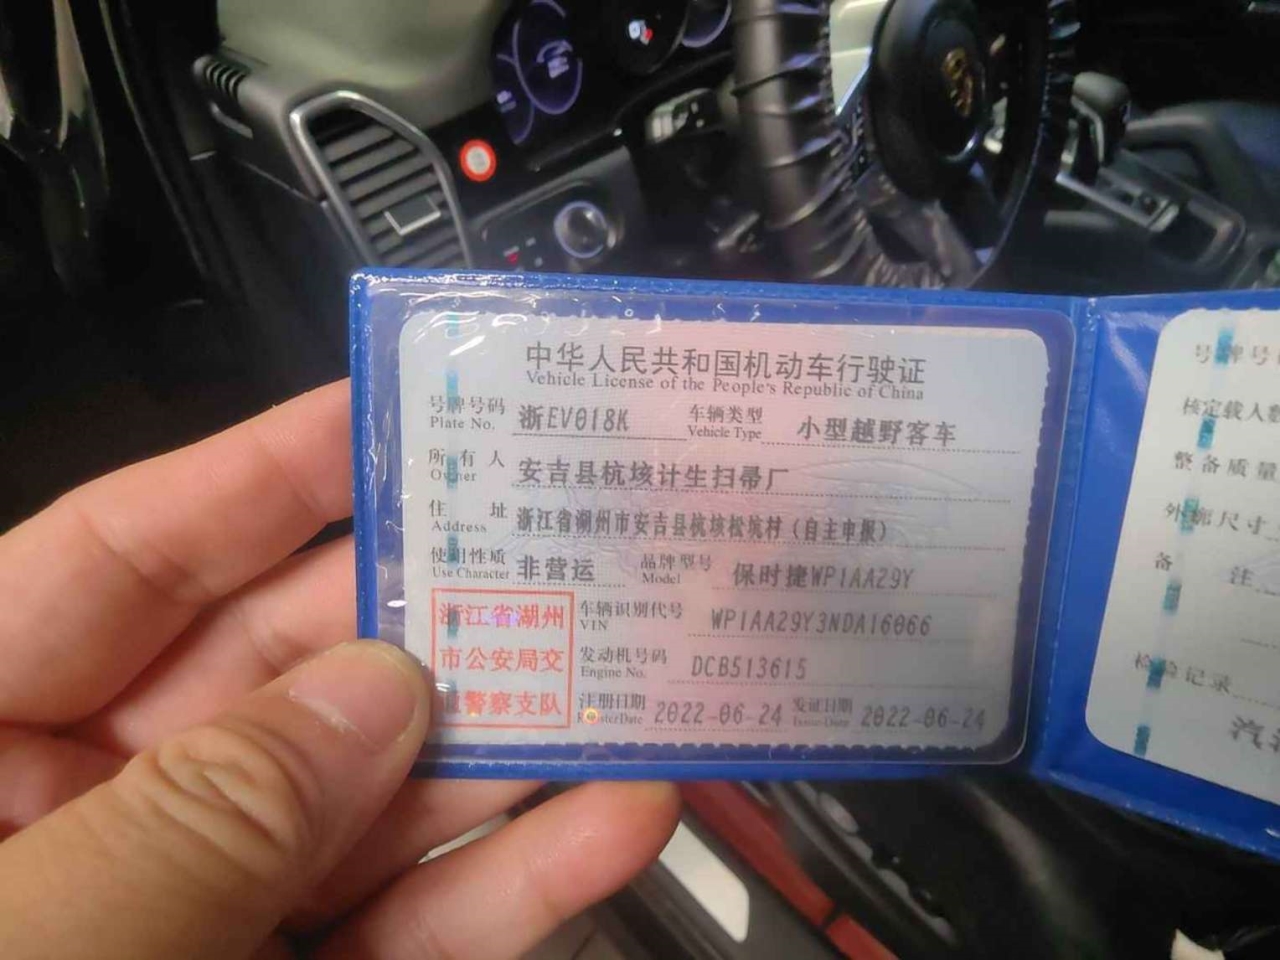 中华人民共和国机动车行驶证
Vehicle License of the People's Republic of China
号牌号码 浙EV018K 车辆类型 小型越野客车
Plate No. Vehicle Type
所有人 安吉县杭垓计生扫帚厂
Owner
住址 浙江省湖州市安吉县杭垓松坑村（自主申报）
Address
使用性质 非营运 品牌型号 保时捷WP1AA29Y
Use Character Model
浙江省湖州
市公安局交
警察支队
车辆识别代号 WP1AA29Y3NDA16066
VIN
发动机号码 DCB513615
Engine No.
注册日期 2022-06-24 发证日期 2022-06-24
Register Date Issue Date
号牌号
核定载人数
整备质量
外廓尺寸
备 注
检验记录
汽